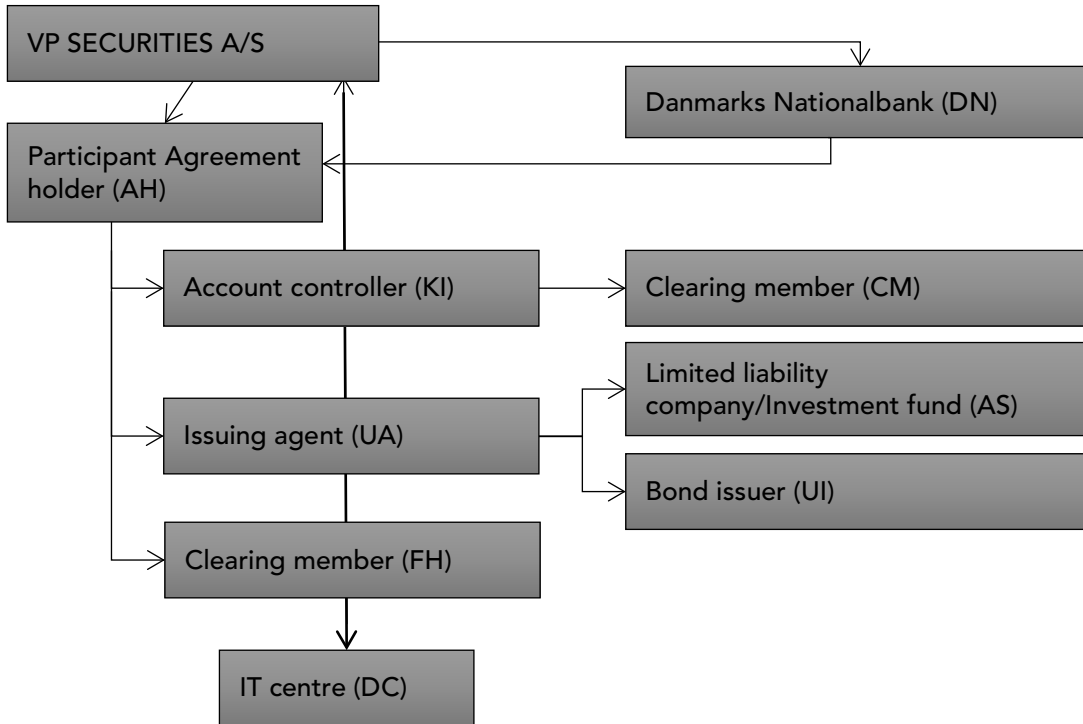 VP SECURITIES A/S
Danmarks Nationalbank (DN)
Participant Agreement
holder (AH)
Account controller (KI)
Clearing member (CM)
Limited liability
company/Investment fund (AS)
Issuing agent (UA)
Bond issuer (UI)
Clearing member (FH)
IT centre (DC)